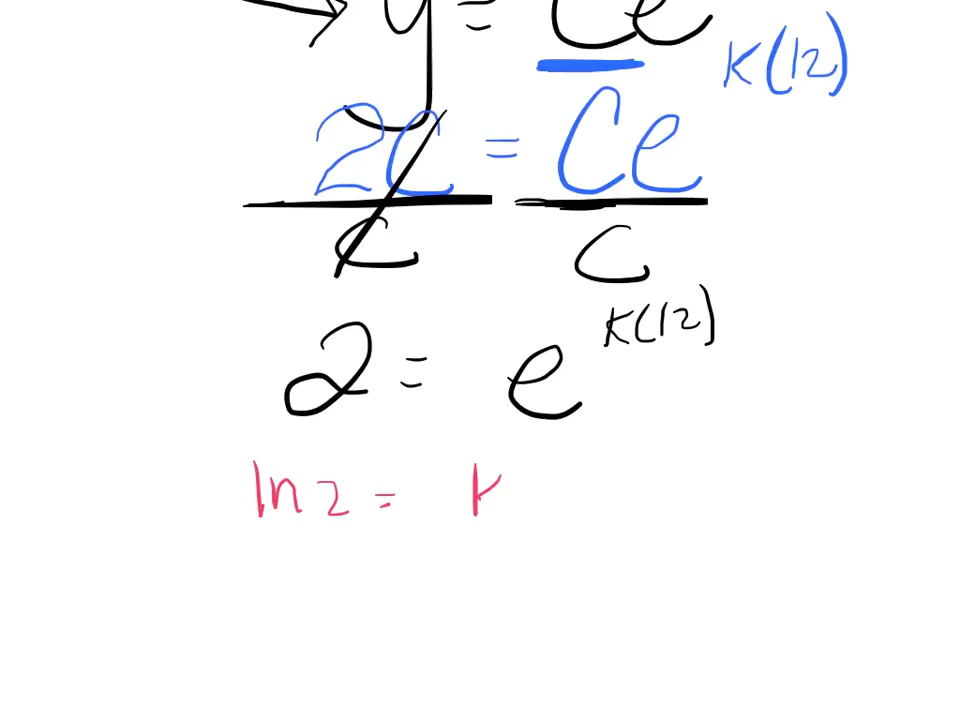 → y = Ce
2C = Ce^{K(12)}
C C
2 = e^{K(12)}
ln 2 = K